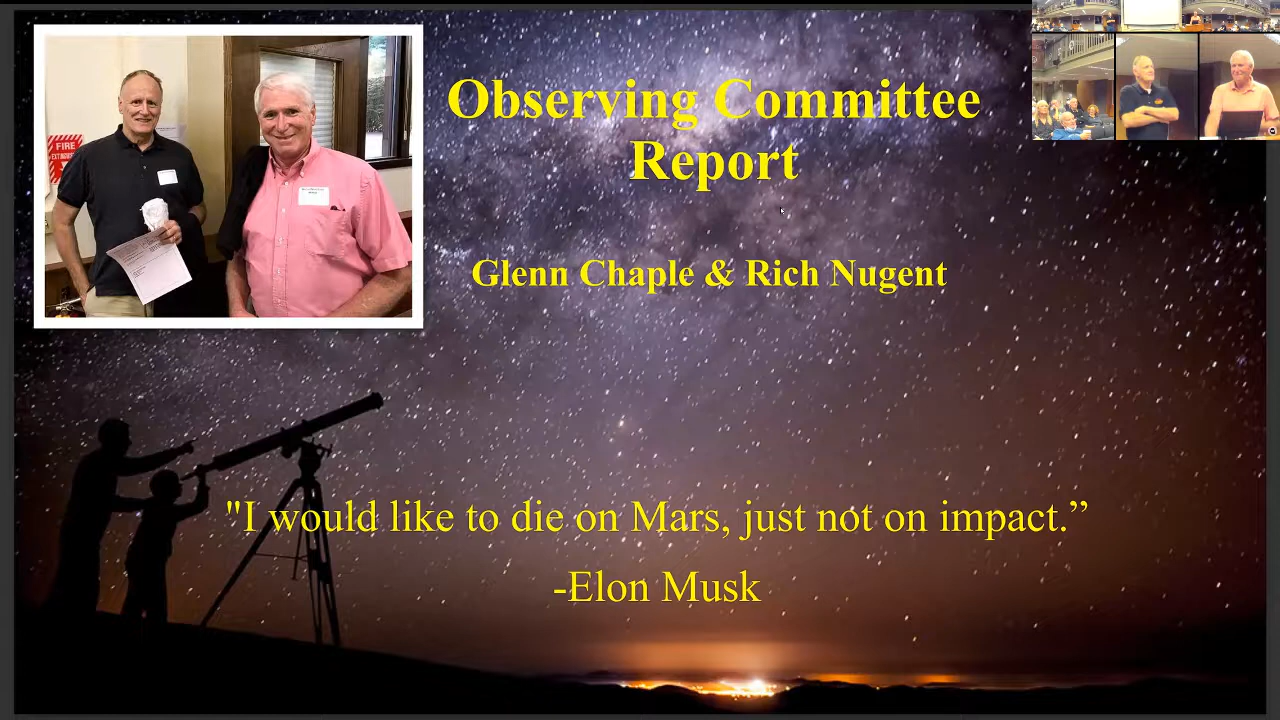 FIRE
Observing Committee
Report
Glenn Chaple & Rich Nugent
"I would like to die on Mars, just not on impact.”
-Elon Musk